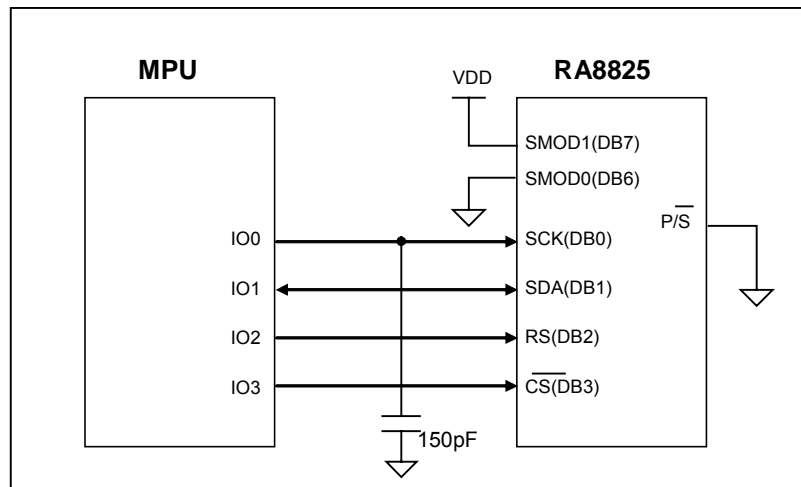 MPU
RA8825
VDD
SMOD1(DB7)
SMOD0(DB6)
P/S̅
IO0
SCK(DB0)
IO1
SDA(DB1)
IO2
RS(DB2)
IO3
C̅S̅(DB3)
150pF